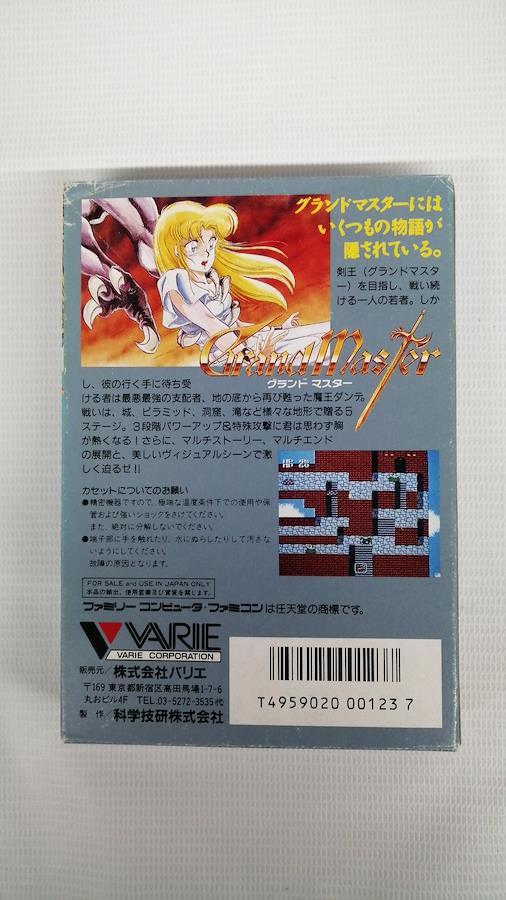 グランドマスターには
いくつもの物語が
隠されている。
剣王（グランドマスタ
ー）を目指し、戦い続
ける一人の若者。しか
Grand Master
グランド マスター
し、彼の行く手に待ち受
ける者は最悪最強の支配者、地の底から再び甦った魔王ダンテ。
戦いは、城、ピラミッド、洞窟、滝など様々な地形で贈る5
ステージ。3段階パワーアップ&特殊攻撃に君は思わず胸
が熱くなる！さらに、マルチストーリー、マルチエンド
の展開と、美しいヴィジュアルシーンで激
しく迫るぜ!!
カセットについてのお願い
●精密機器ですので、極端な温度条件下での使用や保
管および強いショックをさけてください。
また、絶対に分解しないでください。
●端子部に手を触れたり、水にぬらしたりして汚さな
いようにしてください。
故障の原因となります。
FOR SALE and USE IN JAPAN ONLY
本品の輸出、使用営業及び賃貸を禁じます。
ファミリーコンピュータ・ファミコンは任天堂の商標です。
VARIE
VARIE CORPORATION
販売元/株式会社バリエ
〒169 東京都新宿区高田馬場1-7-6
丸おビル4F TEL.03-5272-3535㈹
製 作/科学技研株式会社
T4959020 00123 7